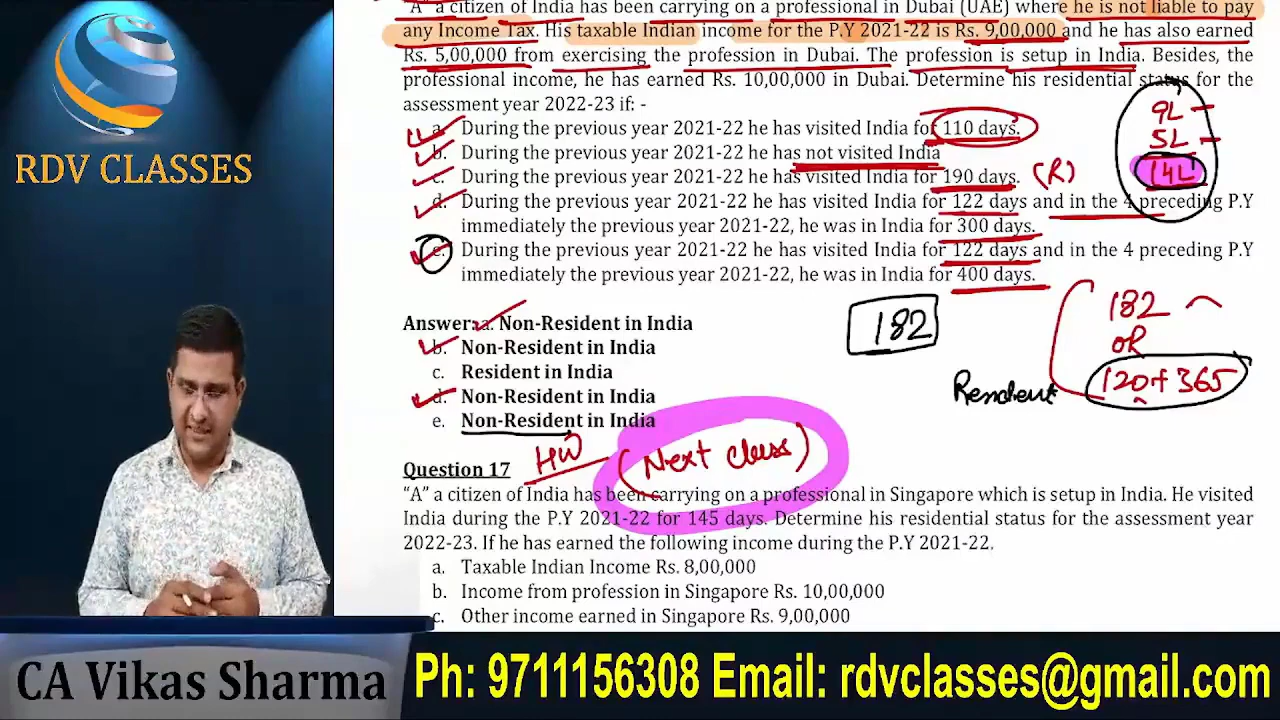 "A" a citizen of India has been carrying on a professional in Dubai (UAE) where he is not liable to pay
any Income Tax. His taxable Indian income for the P.Y 2021-22 is Rs. 9,00,000 and he has also earned
Rs. 5,00,000 from exercising the profession in Dubai. The profession is setup in India. Besides, the
professional income, he has earned Rs. 10,00,000 in Dubai. Determine his residential status for the
assessment year 2022-23 if: -
a. During the previous year 2021-22 he has visited India for 110 days.
b. During the previous year 2021-22 he has not visited India
c. During the previous year 2021-22 he has visited India for 190 days. (R)
d. During the previous year 2021-22 he has visited India for 122 days and in the 4 preceding P.Y
immediately the previous year 2021-22, he was in India for 300 days.
e. During the previous year 2021-22 he has visited India for 122 days and in the 4 preceding P.Y
immediately the previous year 2021-22, he was in India for 400 days.
9L
5L
14L
Answer: a. Non-Resident in India
b. Non-Resident in India
c. Resident in India
d. Non-Resident in India
e. Non-Resident in India
182
182
OR
120+365
Resident
Question 17 HW (Next class)
"A" a citizen of India has been carrying on a professional in Singapore which is setup in India. He visited
India during the P.Y 2021-22 for 145 days. Determine his residential status for the assessment year
2022-23. If he has earned the following income during the P.Y 2021-22.
a. Taxable Indian Income Rs. 8,00,000
b. Income from profession in Singapore Rs. 10,00,000
c. Other income earned in Singapore Rs. 9,00,000
RDV CLASSES
CA Vikas Sharma
Ph: 9711156308 Email: rdvclasses@gmail.com